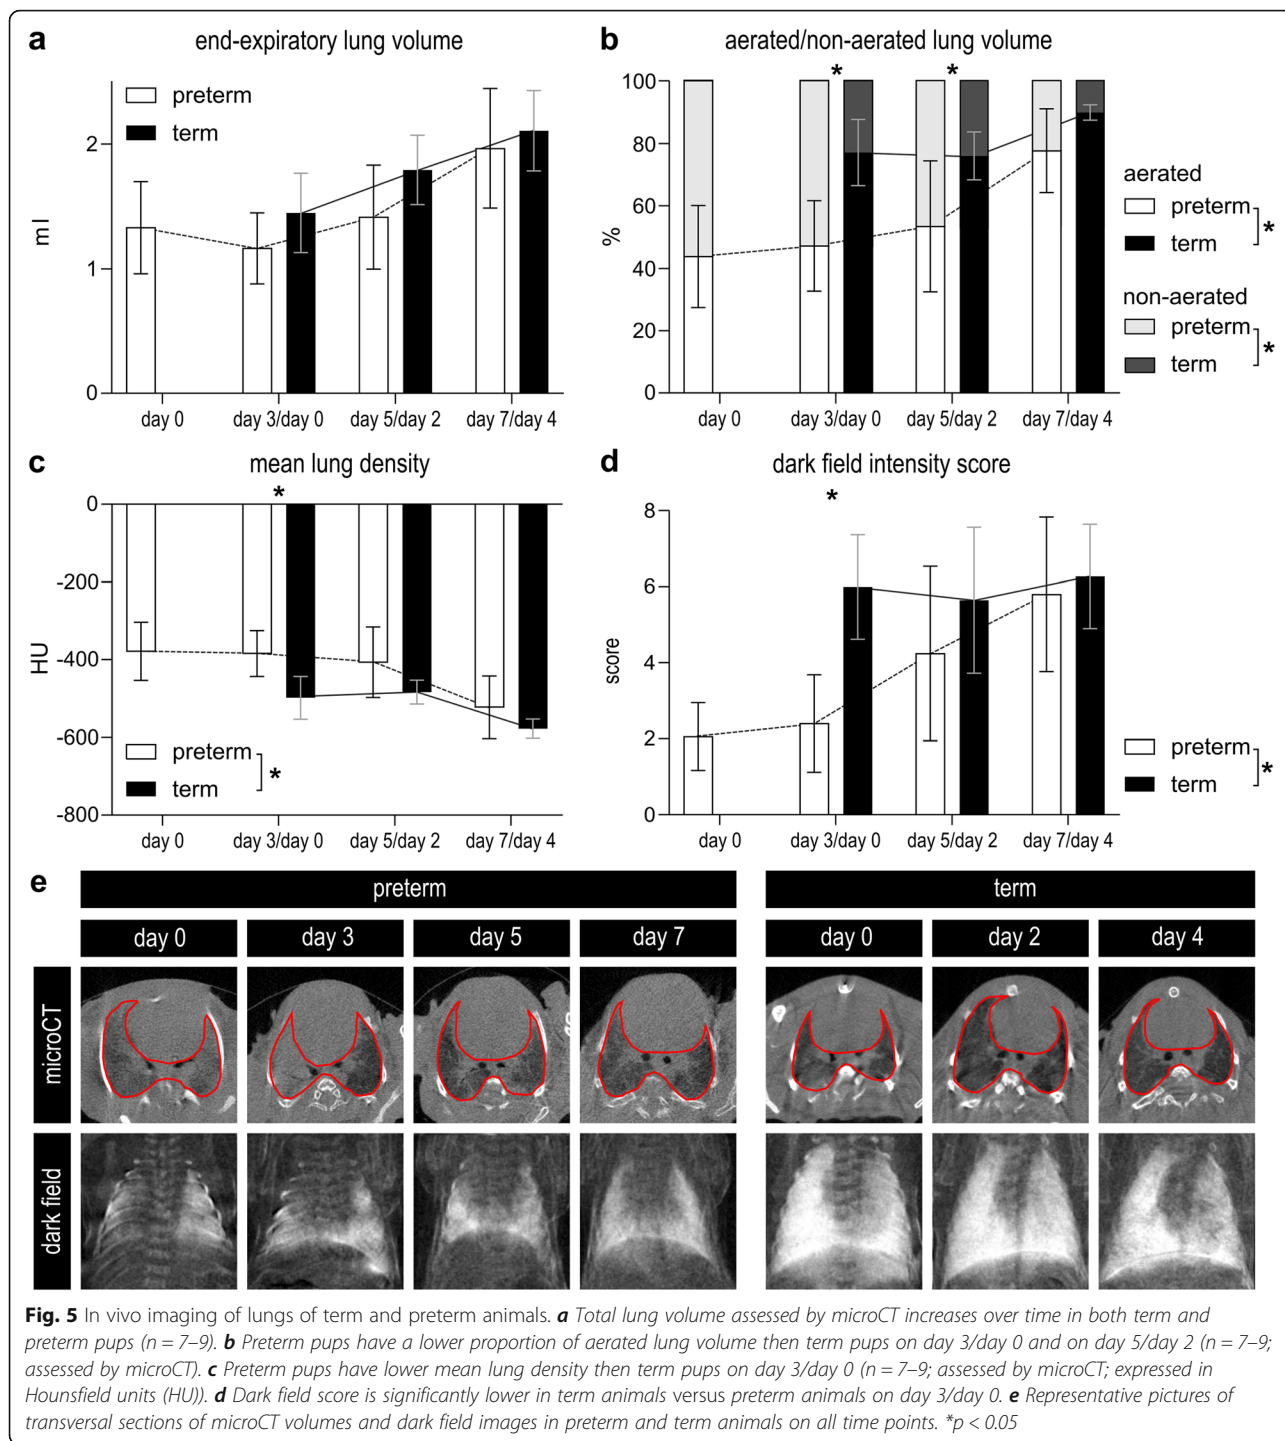 a end-expiratory lung volume
preterm
term
2
1
0
ml
day 0 day 3/day 0 day 5/day 2 day 7/day 4
b aerated/non-aerated lung volume
* *
100
80
60
40
20
0
%
day 0 day 3/day 0 day 5/day 2 day 7/day 4
aerated
preterm
term
*
non-aerated
preterm
term
*
c mean lung density
*
0
-200
-400
-600
-800
HU
preterm
term
*
day 0 day 3/day 0 day 5/day 2 day 7/day 4
d dark field intensity score
*
8
6
4
2
0
score
preterm
term
*
day 0 day 3/day 0 day 5/day 2 day 7/day 4
e preterm term
day 0 day 3 day 5 day 7 day 0 day 2 day 4
microCT
dark field
Fig. 5 In vivo imaging of lungs of term and preterm animals. a Total lung volume assessed by microCT increases over time in both term and
preterm pups (n = 7–9). b Preterm pups have a lower proportion of aerated lung volume then term pups on day 3/day 0 and on day 5/day 2 (n = 7–9;
assessed by microCT). c Preterm pups have lower mean lung density then term pups on day 3/day 0 (n = 7–9; assessed by microCT; expressed in
Hounsfield units (HU)). d Dark field score is significantly lower in term animals versus preterm animals on day 3/day 0. e Representative pictures of
transversal sections of microCT volumes and dark field images in preterm and term animals on all time points. *p < 0.05